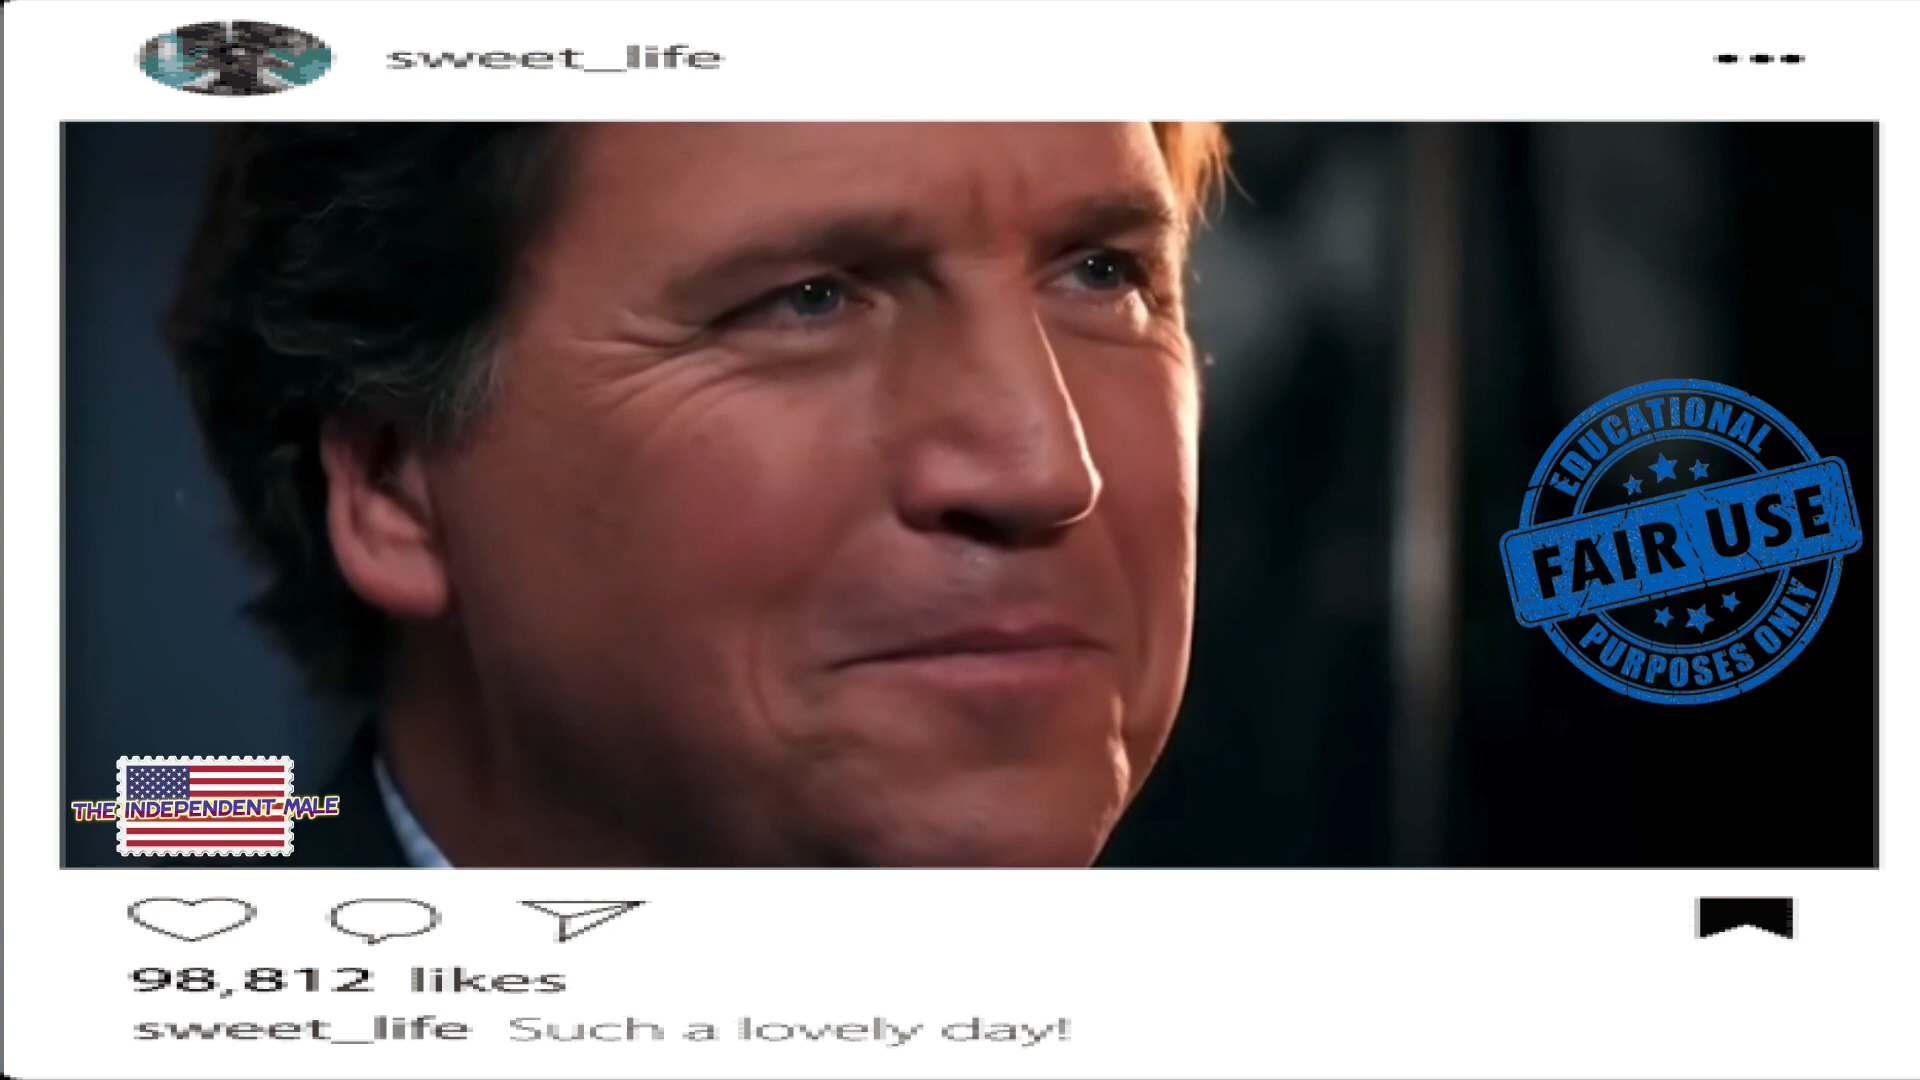 sweet_life
EDUCATIONAL
FAIR USE
PURPOSES ONLY
THE INDEPENDENT MALE
98,812 likes
sweet_life Such a lovely day!